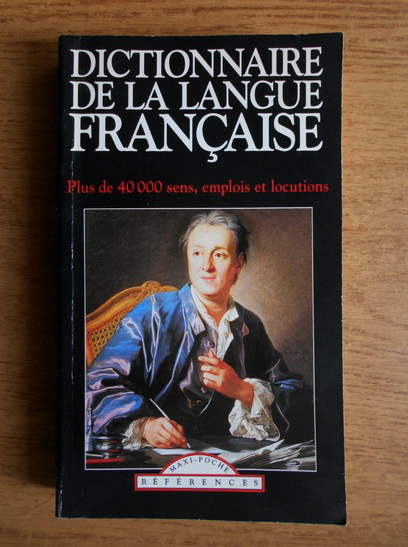 DICTIONNAIRE
DE LA LANGUE
FRANÇAISE
Plus de 40 000 sens, emplois et locutions
MAXI-POCHE
RÉFÉRENCES